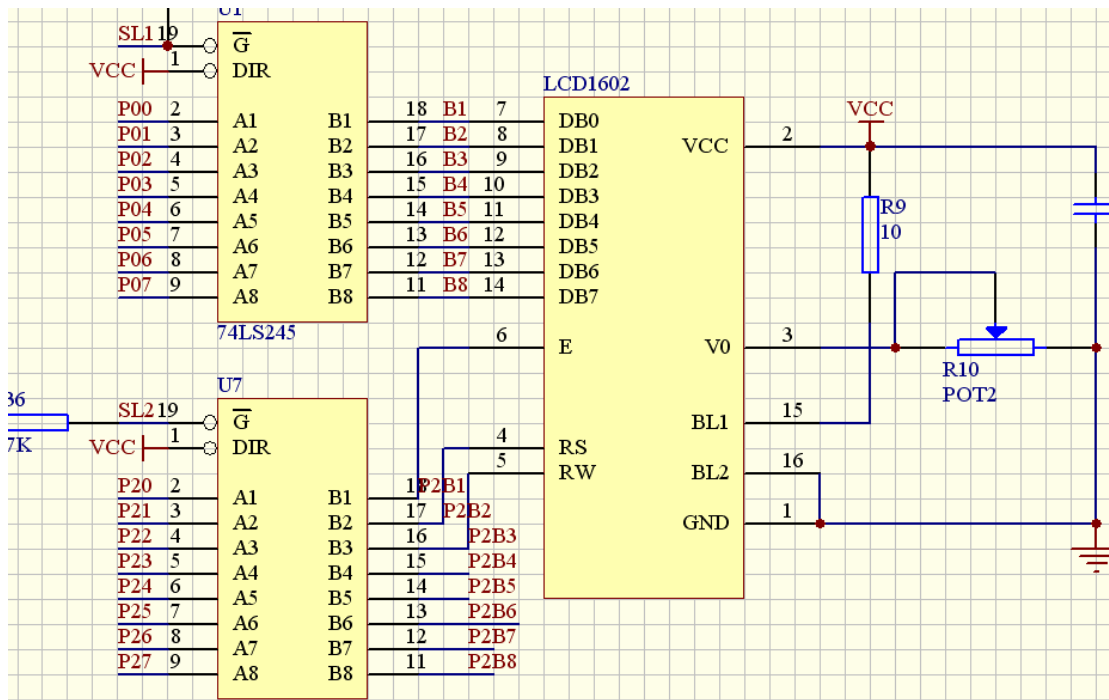 U1
SL1 19 G
VCC 1 DIR
P00 2 A1 B1 18 B1 7 DB0
P01 3 A2 B2 17 B2 8 DB1
P02 4 A3 B3 16 B3 9 DB2
P03 5 A4 B4 15 B4 10 DB3
P04 6 A5 B5 14 B5 11 DB4
P05 7 A6 B6 13 B6 12 DB5
P06 8 A7 B7 12 B7 13 DB6
P07 9 A8 B8 11 B8 14 DB7
74LS245
LCD1602
VCC
VCC 2
R9
10
6 E
V0 3
R10
POT2
BL1 15
4 RS
5 RW
BL2 16
GND 1
U7
36
7K
SL2 19 G
VCC 1 DIR
P20 2 A1 B1 18 P2B1
P21 3 A2 B2 17 P2B2
P22 4 A3 B3 16 P2B3
P23 5 A4 B4 15 P2B4
P24 6 A5 B5 14 P2B5
P25 7 A6 B6 13 P2B6
P26 8 A7 B7 12 P2B7
P27 9 A8 B8 11 P2B8